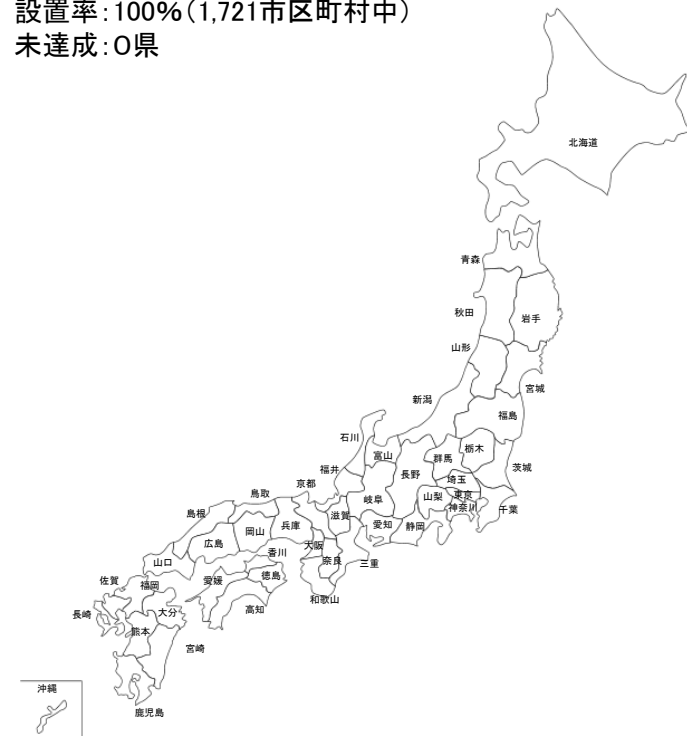 設置率：100％（1,721市区町村中）
未達成：0県
北海道
青森
秋田
岩手
山形
宮城
新潟
福島
石川
富山
群馬
栃木
福井
長野
茨城
埼玉
京都
岐阜
山梨
東京
鳥取
神奈川
千葉
島根
滋賀
岡山
兵庫
愛知
静岡
広島
大阪
香川
奈良
三重
山口
佐賀
福岡
愛媛
徳島
和歌山
長崎
大分
高知
熊本
宮崎
沖縄
鹿児島